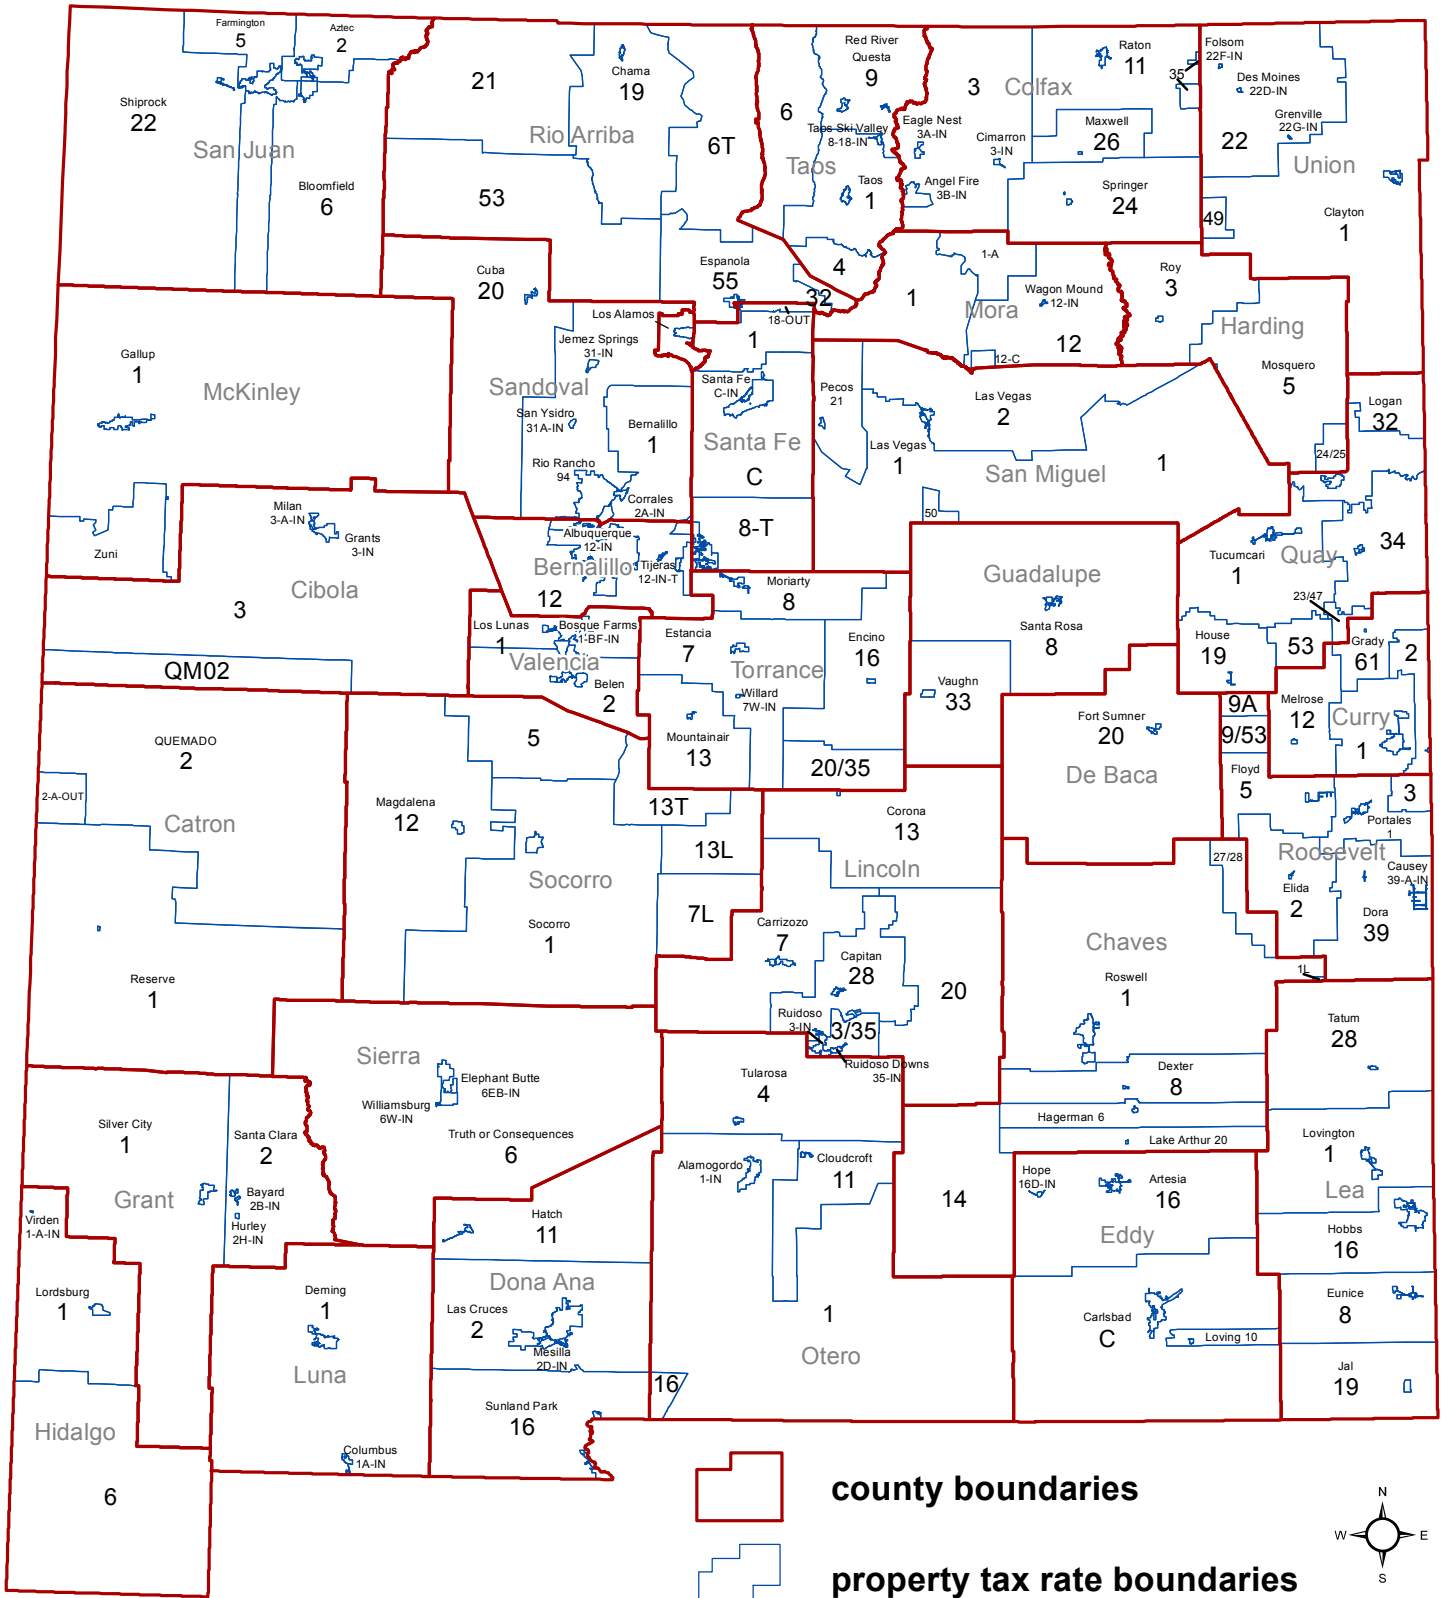 Farmington
5
Aztec
2
Shiprock
22
San Juan
Bloomfield
6
21
Chama
19
Rio Arriba
6T
53
Espanola
55
Red River
Questa
9
6
Taos Ski Valley
8-18-IN
Taos
Taos
1
4
32
3
Colfax
Raton
11
35
Eagle Nest
3A-IN
Cimarron
3-IN
Maxwell
26
Angel Fire
3B-IN
Springer
24
Folsom
22F-IN
Des Moines
22D-IN
Grenville
22G-IN
22
Union
Clayton
1
49
Gallup
1
McKinley
Zuni
Cuba
20
Los Alamos
Jemez Springs
31-IN
Sandoval
San Ysidro
31A-IN
Bernalillo
1
Rio Rancho
94
Corrales
2A-IN
18-OUT
1
Santa Fe
C-IN
Santa Fe
C
8-T
1
1-A
Mora
Wagon Mound
12-IN
12
12-C
Roy
3
Harding
Mosquero
5
Pecos
21
Las Vegas
2
Las Vegas
1
San Miguel
1
50
24/25
Logan
32
Milan
3-A-IN
Grants
3-IN
Cibola
3
QM02
Albuquerque
12-IN
Bernalillo
Tijeras
12-IN-T
12
Los Lunas
1
Bosque Farms
1-BF-IN
Valencia
Belen
2
Moriarty
8
Estancia
7
Torrance
Willard
7W-IN
Encino
16
Mountainair
13
20/35
Guadalupe
Santa Rosa
8
Vaughn
33
Tucumcari
1
Quay
34
23/47
House
19
53
Grady
61
2
Melrose
12
Curry
1
9A
9/53
Fort Sumner
20
De Baca
Floyd
5
3
Portales
1
Roosevelt
Causey
39-A-IN
Elida
2
Dora
39
27/28
1L
QUEMADO
2
2-A-OUT
Catron
Reserve
1
5
Magdalena
12
13T
13L
Socorro
7L
Socorro
1
Corona
13
Lincoln
Carrizozo
7
Capitan
28
20
Ruidoso
3-IN
3/35
Ruidoso Downs
35-IN
Chaves
Roswell
1
Dexter
8
Hagerman 6
Lake Arthur 20
Tatum
28
Lovington
1
Lea
Hobbs
16
Eunice
8
Jal
19
Sierra
Elephant Butte
6EB-IN
Williamsburg
6W-IN
Truth or Consequences
6
Tularosa
4
Alamogordo
1-IN
Cloudcroft
11
14
1
Otero
Hope
16D-IN
Artesia
16
Eddy
Carlsbad
C
Loving 10
Silver City
1
Santa Clara
2
Grant
Bayard
2B-IN
Hurley
2H-IN
Virden
1-A-IN
Lordsburg
1
Hidalgo
6
Deming
1
Luna
Columbus
1A-IN
Hatch
11
Dona Ana
Las Cruces
2
Mesilla
2D-IN
16
Sunland Park
16
county boundaries
property tax rate boundaries
N
W
E
S